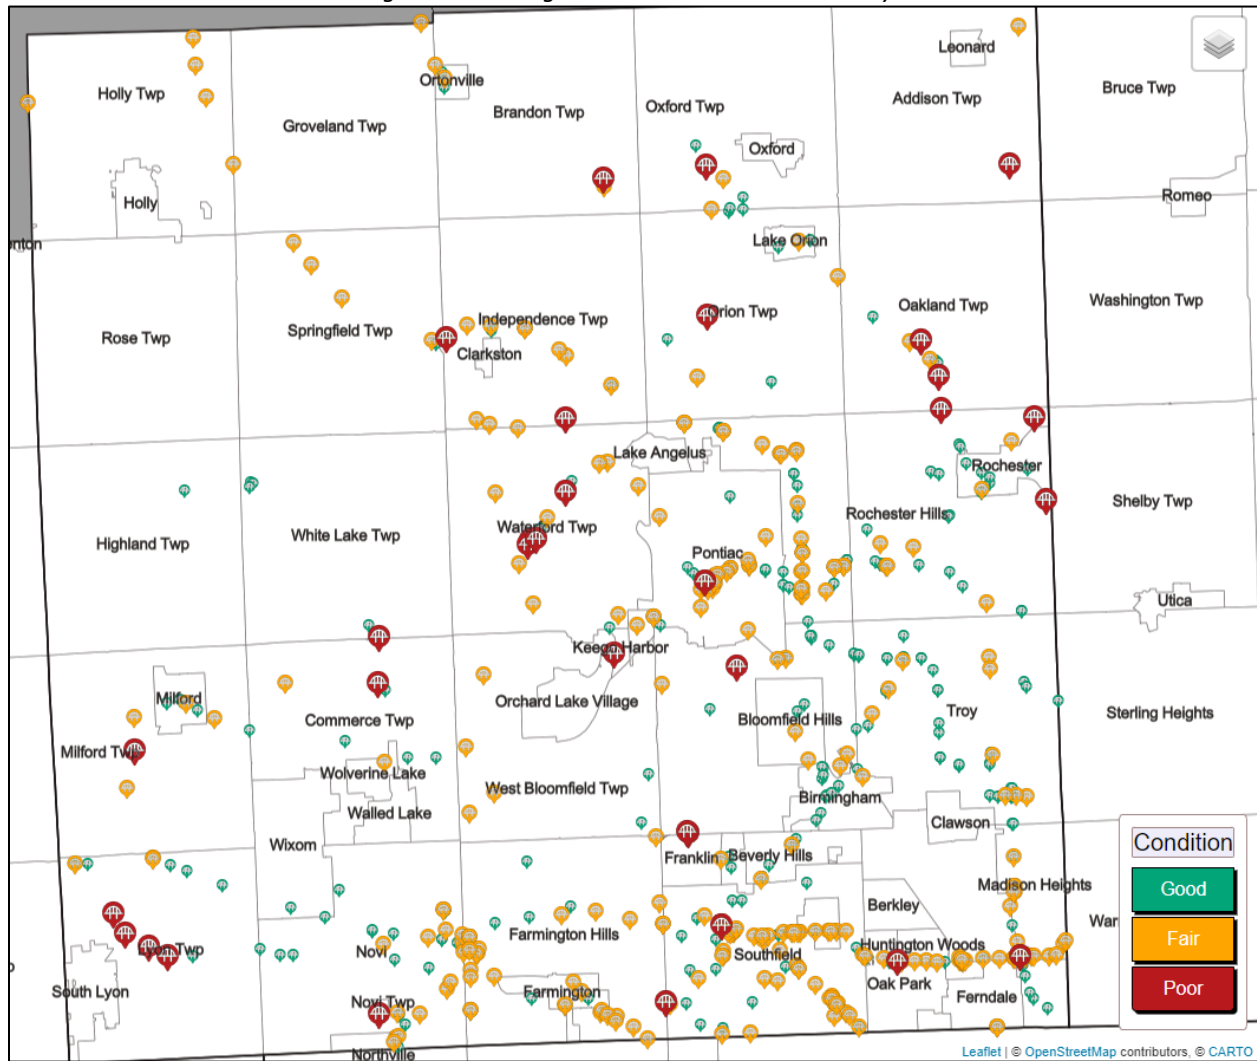 Leonard
Ortonville
Holly Twp
Brandon Twp
Oxford Twp
Addison Twp
Bruce Twp
Groveland Twp
Oxford
Holly
Romeo
nton
Lake Orion
Rose Twp
Springfield Twp
Independence Twp
Clarkston
Orion Twp
Oakland Twp
Washington Twp
Lake Angelus
Rochester
Highland Twp
White Lake Twp
Waterford Twp
Pontiac
Rochester Hills
Shelby Twp
Utica
Keego Harbor
Milford
Commerce Twp
Orchard Lake Village
Bloomfield Hills
Troy
Sterling Heights
Milford Twp
Wolverine Lake
Walled Lake
West Bloomfield Twp
Birmingham
Clawson
Wixom
Franklin
Beverly Hills
Madison Heights
Berkley
War
Lyon Twp
Novi
Farmington Hills
Southfield
Huntington Woods
Oak Park
South Lyon
Novi Twp
Farmington
Ferndale
Northville
Condition
Good
Fair
Poor
Leaflet | © OpenStreetMap contributors, © CARTO